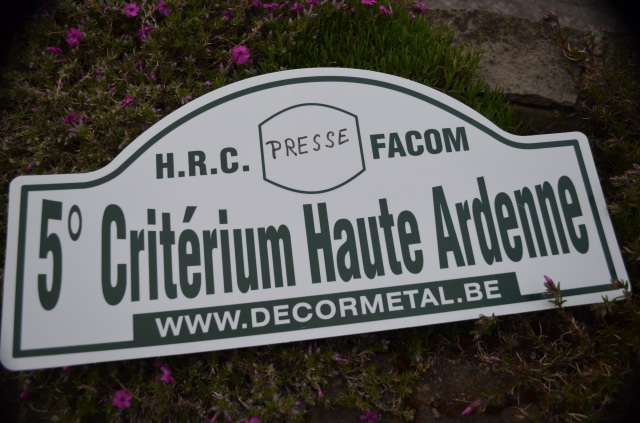 H.R.C. PRESSE FACOM
5° Critérium Haute Ardenne
WWW.DECORMETAL.BE